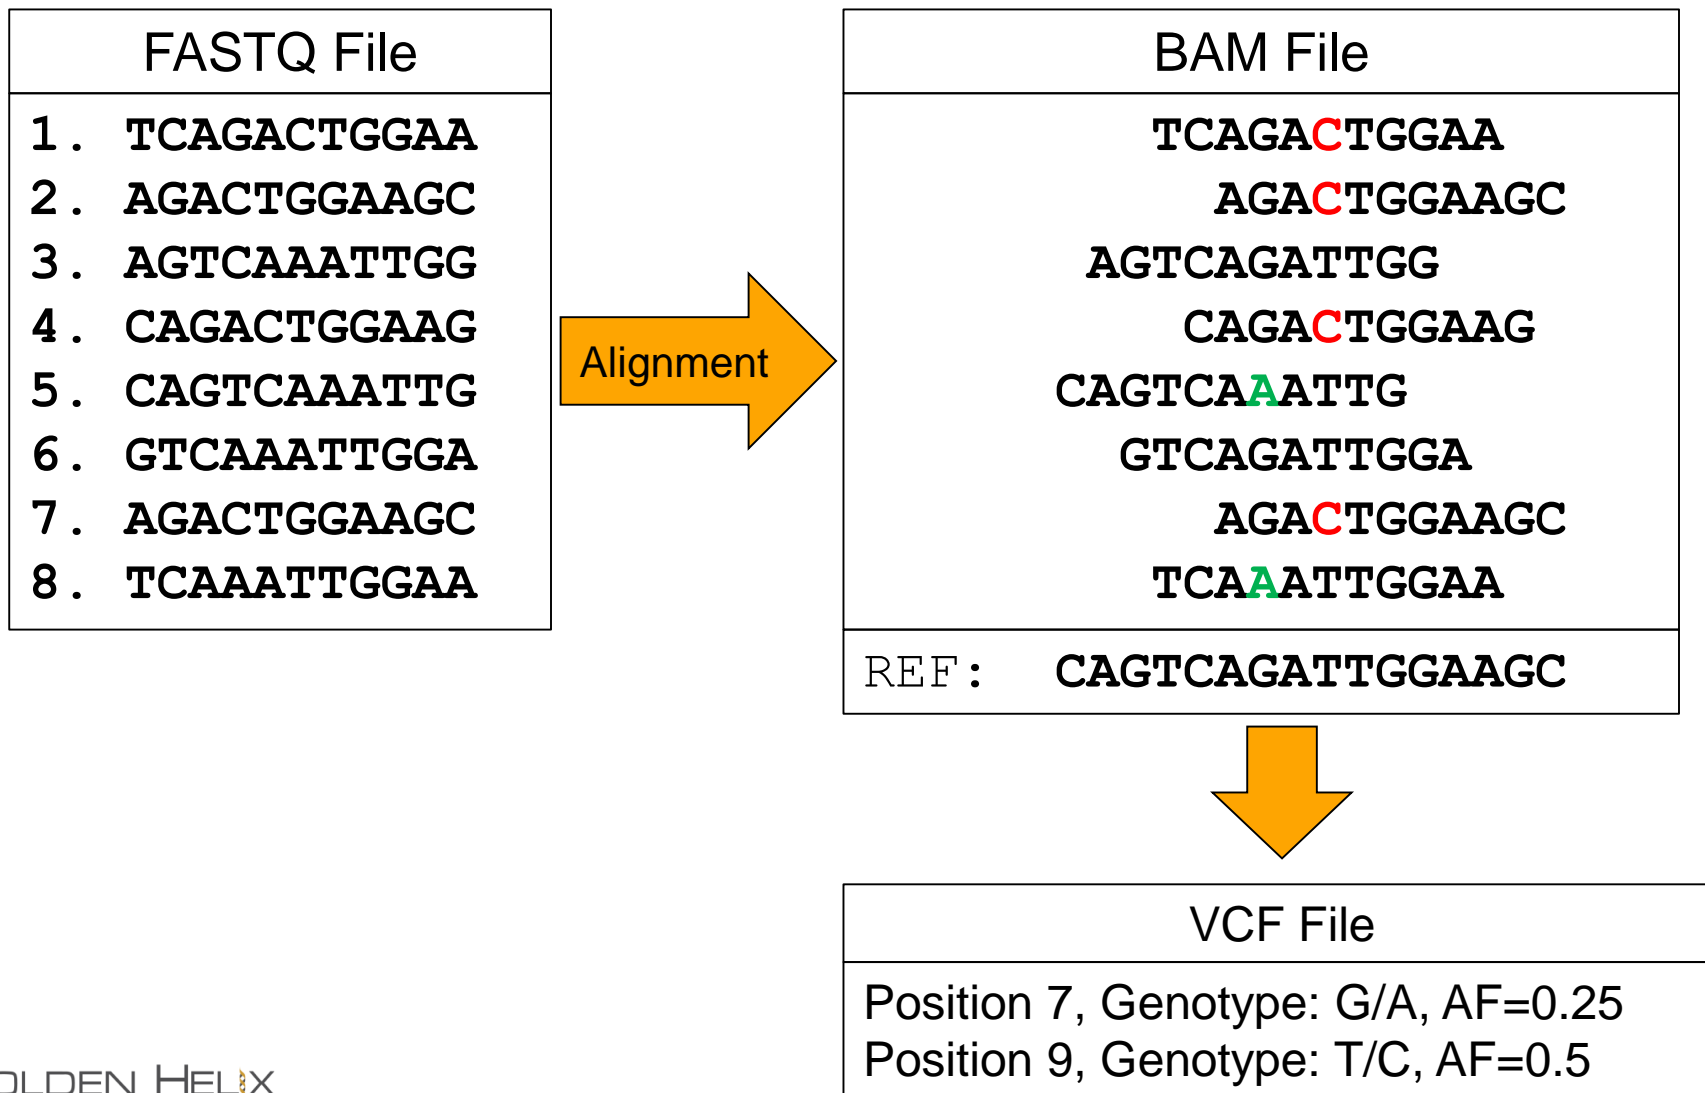 FASTQ File
1. TCAGACTGGAA
2. AGACTGGAAGC
3. AGTCAAATTGG
4. CAGACTGGAAG
5. CAGTCAAATTG
6. GTCAAATTGGA
7. AGACTGGAAGC
8. TCAAATTGGAA
Alignment
BAM File
TCAGACTGGAA
AGACTGGAAGC
AGTCAGATTGG
CAGACTGGAAG
CAGTCAAATTG
GTCAGATTGGA
AGACTGGAAGC
TCAAATTGGAA
REF: CAGTCAGATTGGAAGC
VCF File
Position 7, Genotype: G/A, AF=0.25
Position 9, Genotype: T/C, AF=0.5
OLDEN HELIX